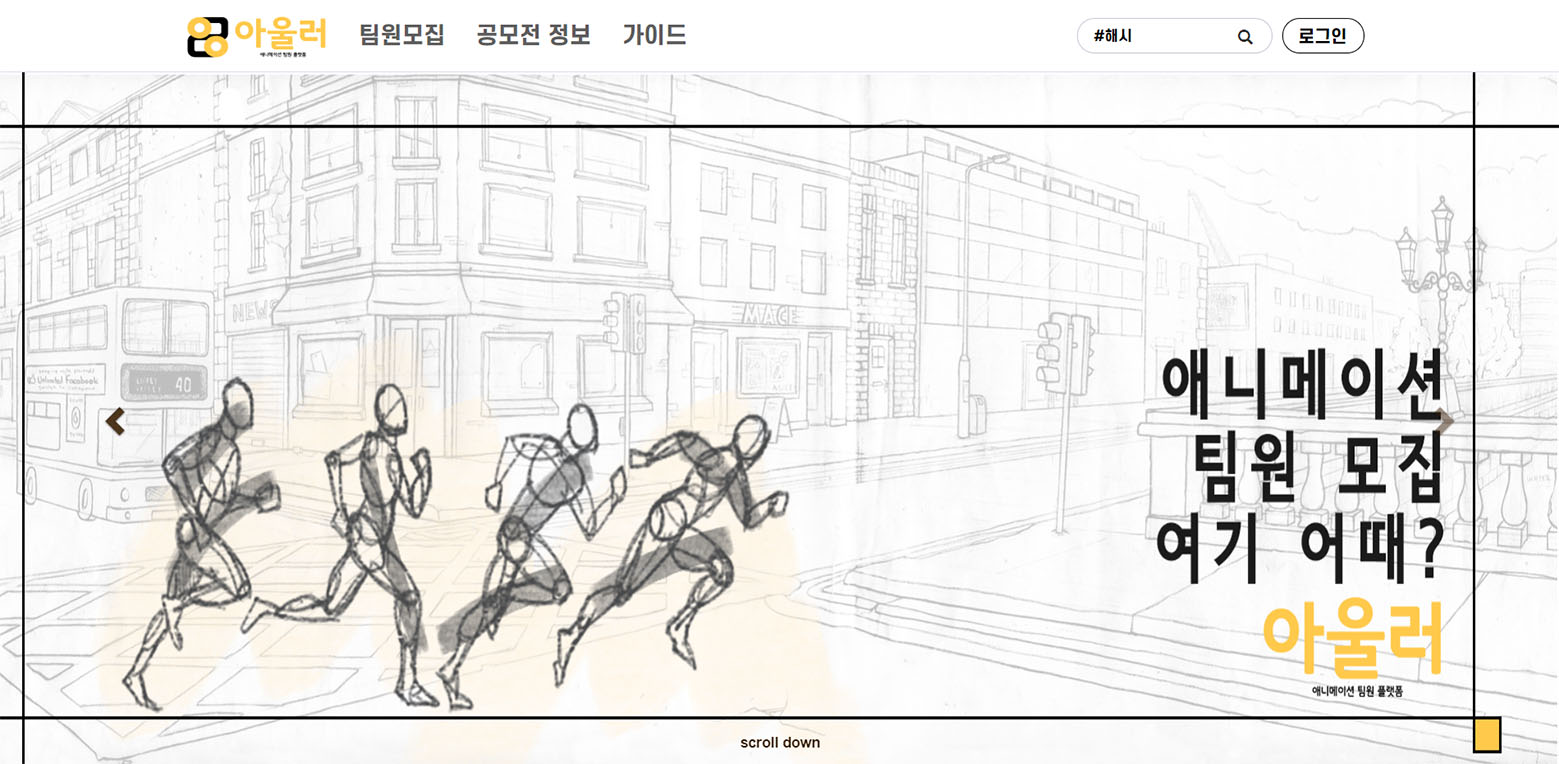 아울러
애니메이션 팀원 플랫폼
팀원모집
공모전 정보
가이드
#해시
로그인
NEWS
MACE
Unlimited Facebook
40
애니메이션
팀원 모집
여기 어때?
아울러
애니메이션 팀원 플랫폼
scroll down